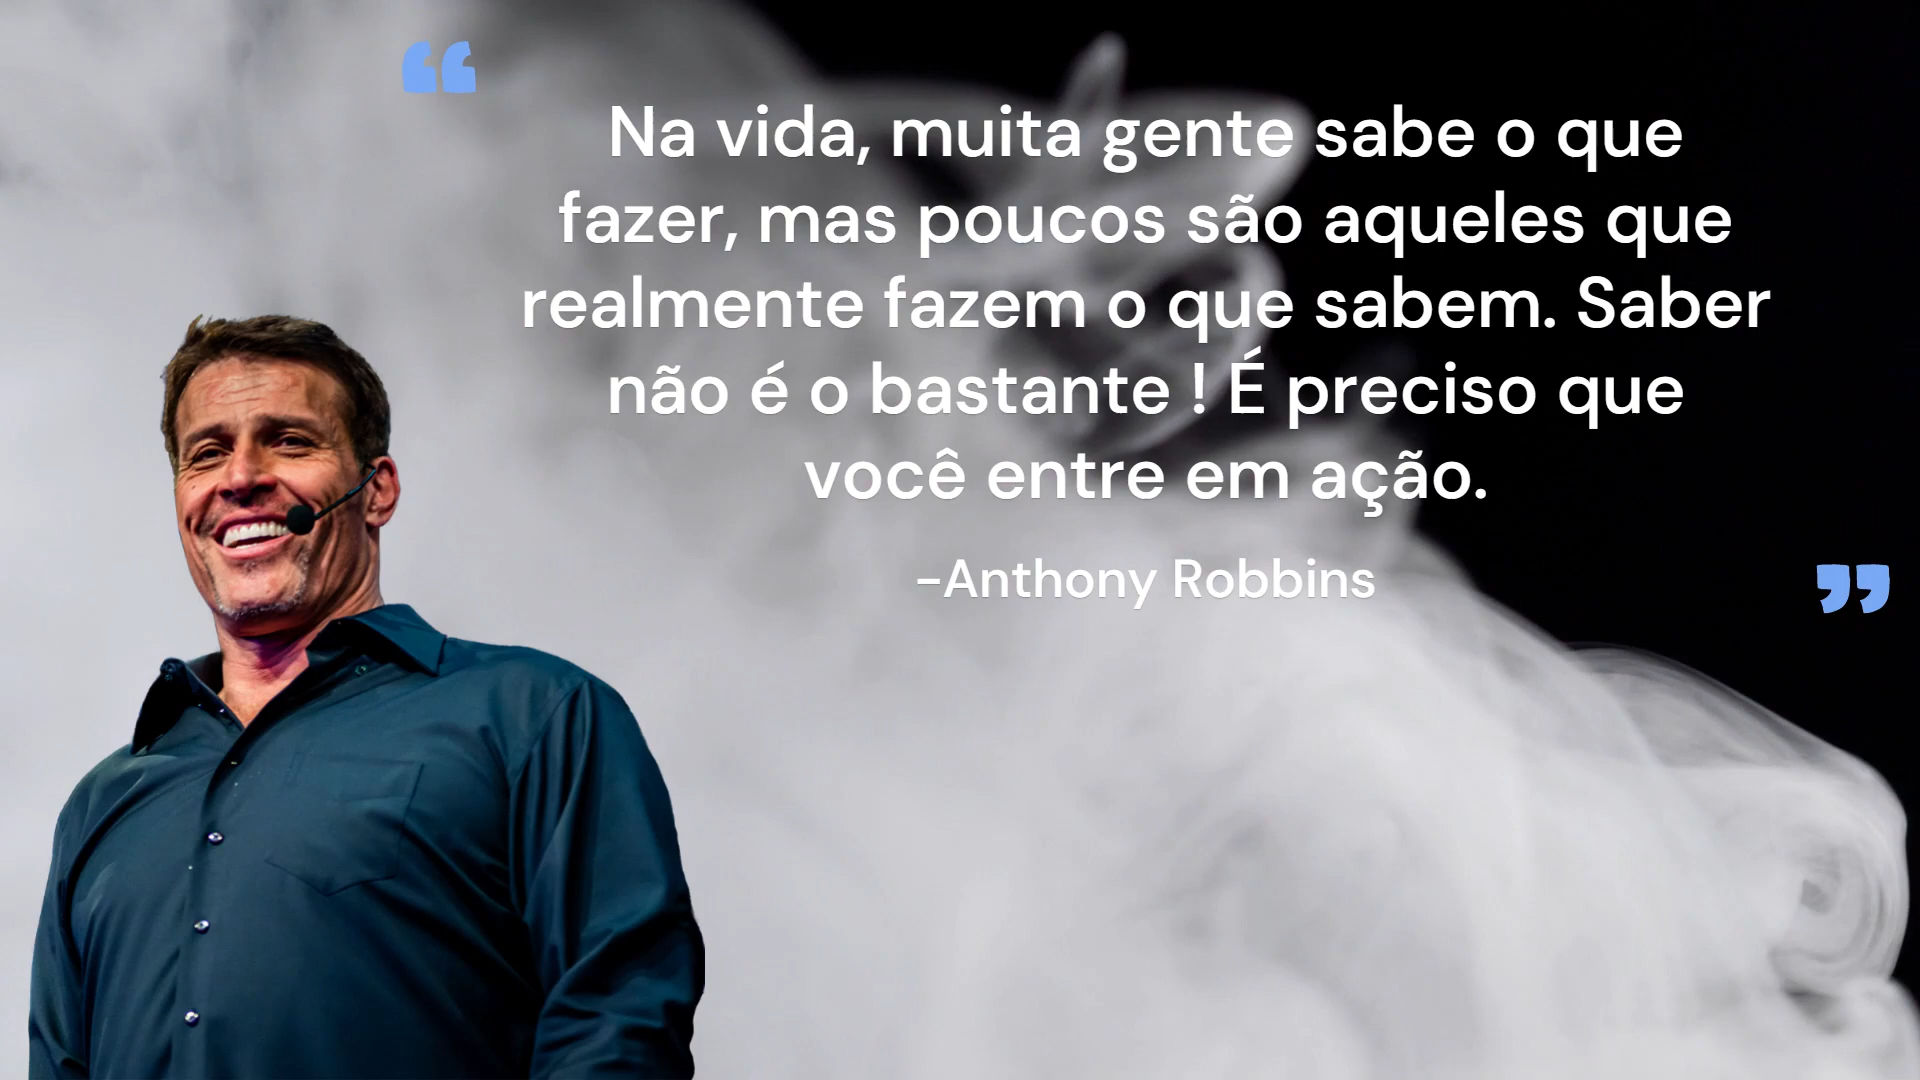 “
Na vida, muita gente sabe o que
fazer, mas poucos são aqueles que
realmente fazem o que sabem. Saber
não é o bastante ! É preciso que
você entre em ação.
-Anthony Robbins
”